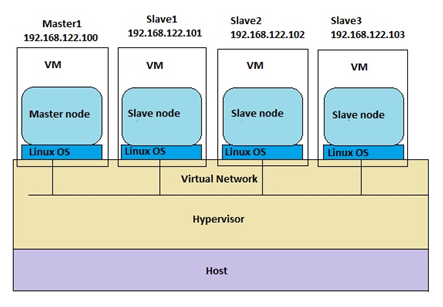 Master1
192.168.122.100
Slave1
192.168.122.101
Slave2
192.168.122.102
Slave3
192.168.122.103
VM
VM
VM
VM
Master node
Slave node
Slave node
Slave node
Linux OS
Linux OS
Linux OS
Linux OS
Virtual Network
Hypervisor
Host